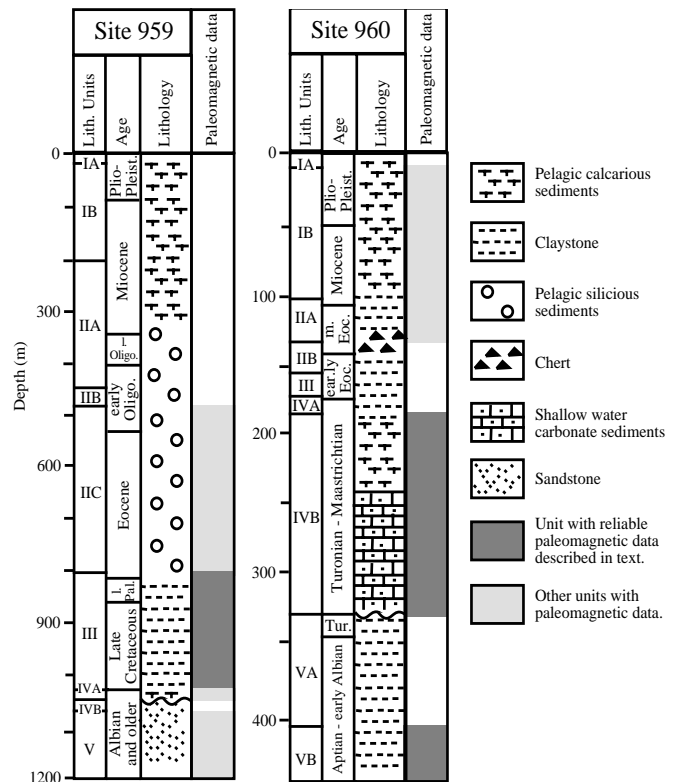 Site 959
Lith. Units
Age
Lithology
Paleomagnetic data
Depth (m)
0
300
600
900
1200
IA
IB
IIA
IIB
IIC
III
IVA
IVB
V
Plio-
Pleist.
Miocene
l.
Oligo.
early
Oligo.
Eocene
l.
Pal.
Late
Cretaceous
Albian
and older
Site 960
Lith. Units
Age
Lithology
Paleomagnetic data
0
100
200
300
400
IA
IB
IIA
IIB
III
IVA
IVB
VA
VB
Plio-
Pleist.
Miocene
m.
Eoc.
ear.ly
Eoc.
Turonian - Maastrichtian
Tur.
Aptian - early Albian
Pelagic calcarious
sediments
Claystone
Pelagic silicious
sediments
Chert
Shallow water
carbonate sediments
Sandstone
Unit with reliable
paleomagnetic data
described in text.
Other units with
paleomagnetic data.